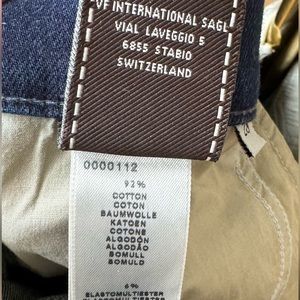 VF INTERNATIONAL SAGL
VIAL LAVEGGIO 5
6855 STABIO
SWITZERLAND
0000112
92%
COTTON
COTON
BAUMWOLLE
KATOEN
COTONE
ALGODÓN
ALGODÃO
BOMULL
BOMULD
6%
ELASTOMULTIESTER